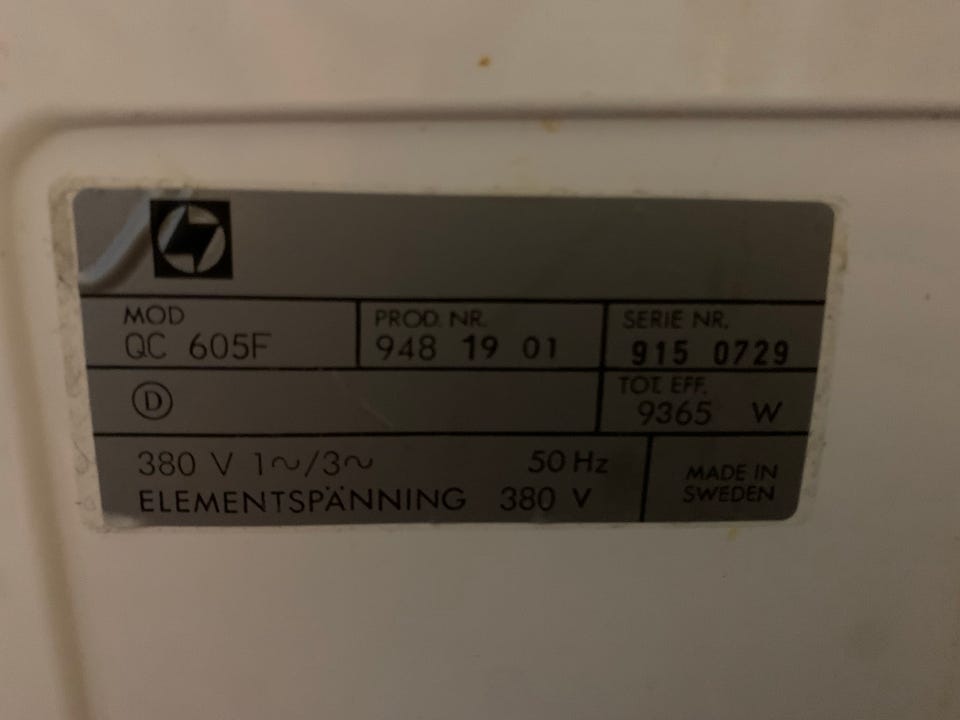 MOD
QC 605F
PROD. NR.
948 19 01
SERIE NR.
915 0729
D
TOT. EFF.
9365 W
380 V 1~/3~ 50 Hz
ELEMENTSPÄNNING 380 V
MADE IN
SWEDEN